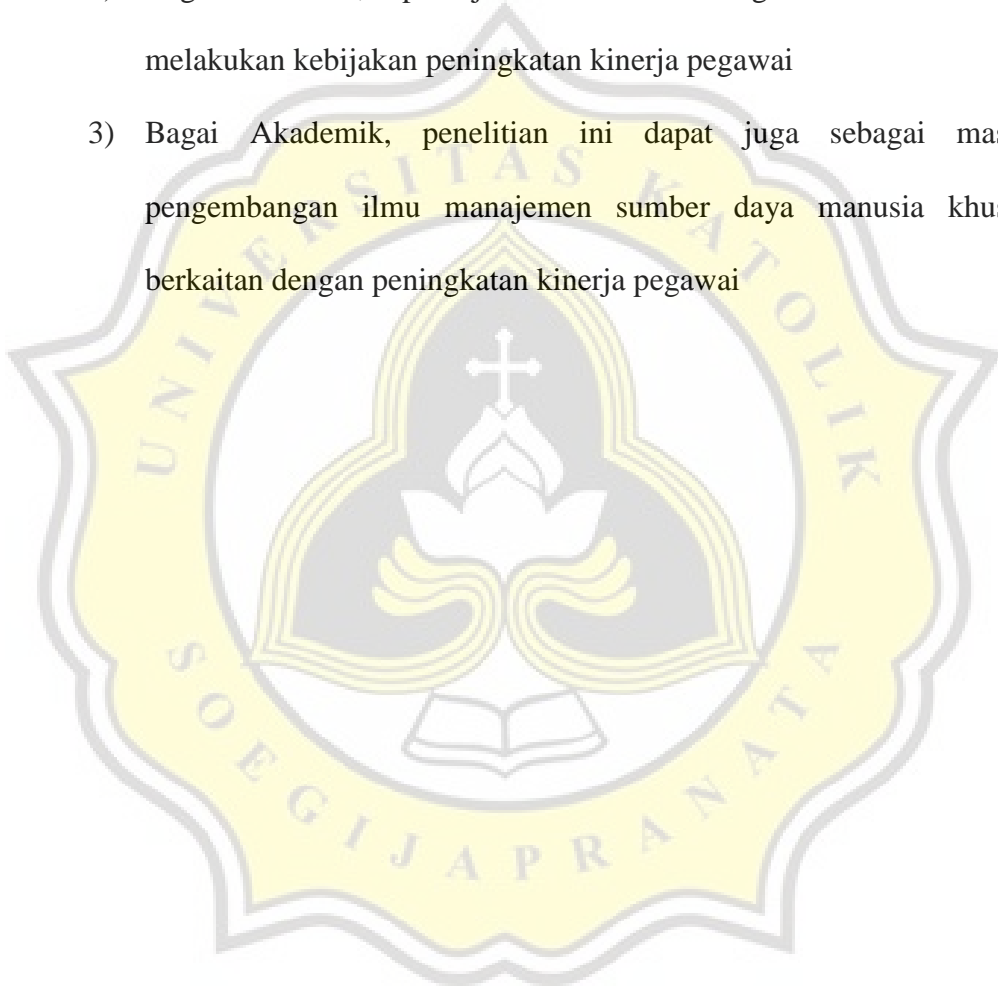 melakukan kebijakan peningkatan kinerja pegawai
3) Bagai Akademik, penelitian ini dapat juga sebagai
pengembangan ilmu manajemen sumber daya manusia
berkaitan dengan peningkatan kinerja pegawai
UNIVERSITAS KATOLIK
SOEGIJAPRANATA